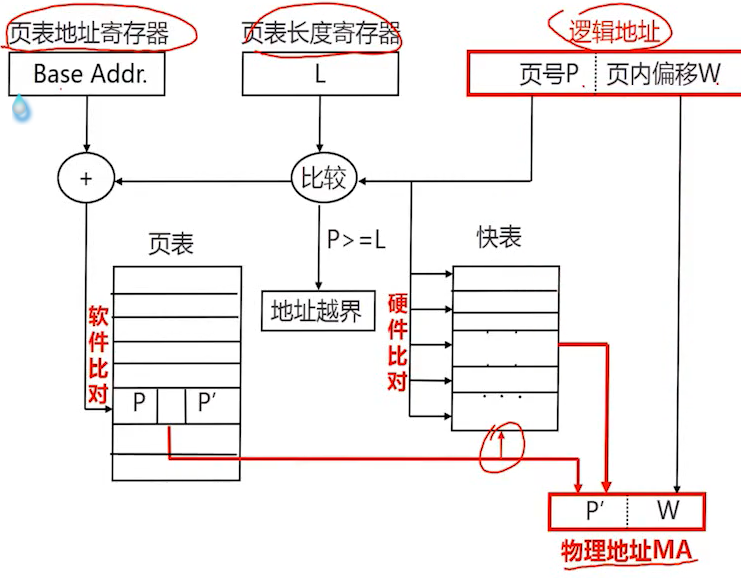 页表地址寄存器
页表长度寄存器
逻辑地址
Base Addr.
L
页号P
页内偏移W
+
比较
页表
P>=L
快表
地址越界
软件比对
硬件比对
P
P′
P′
W
物理地址MA